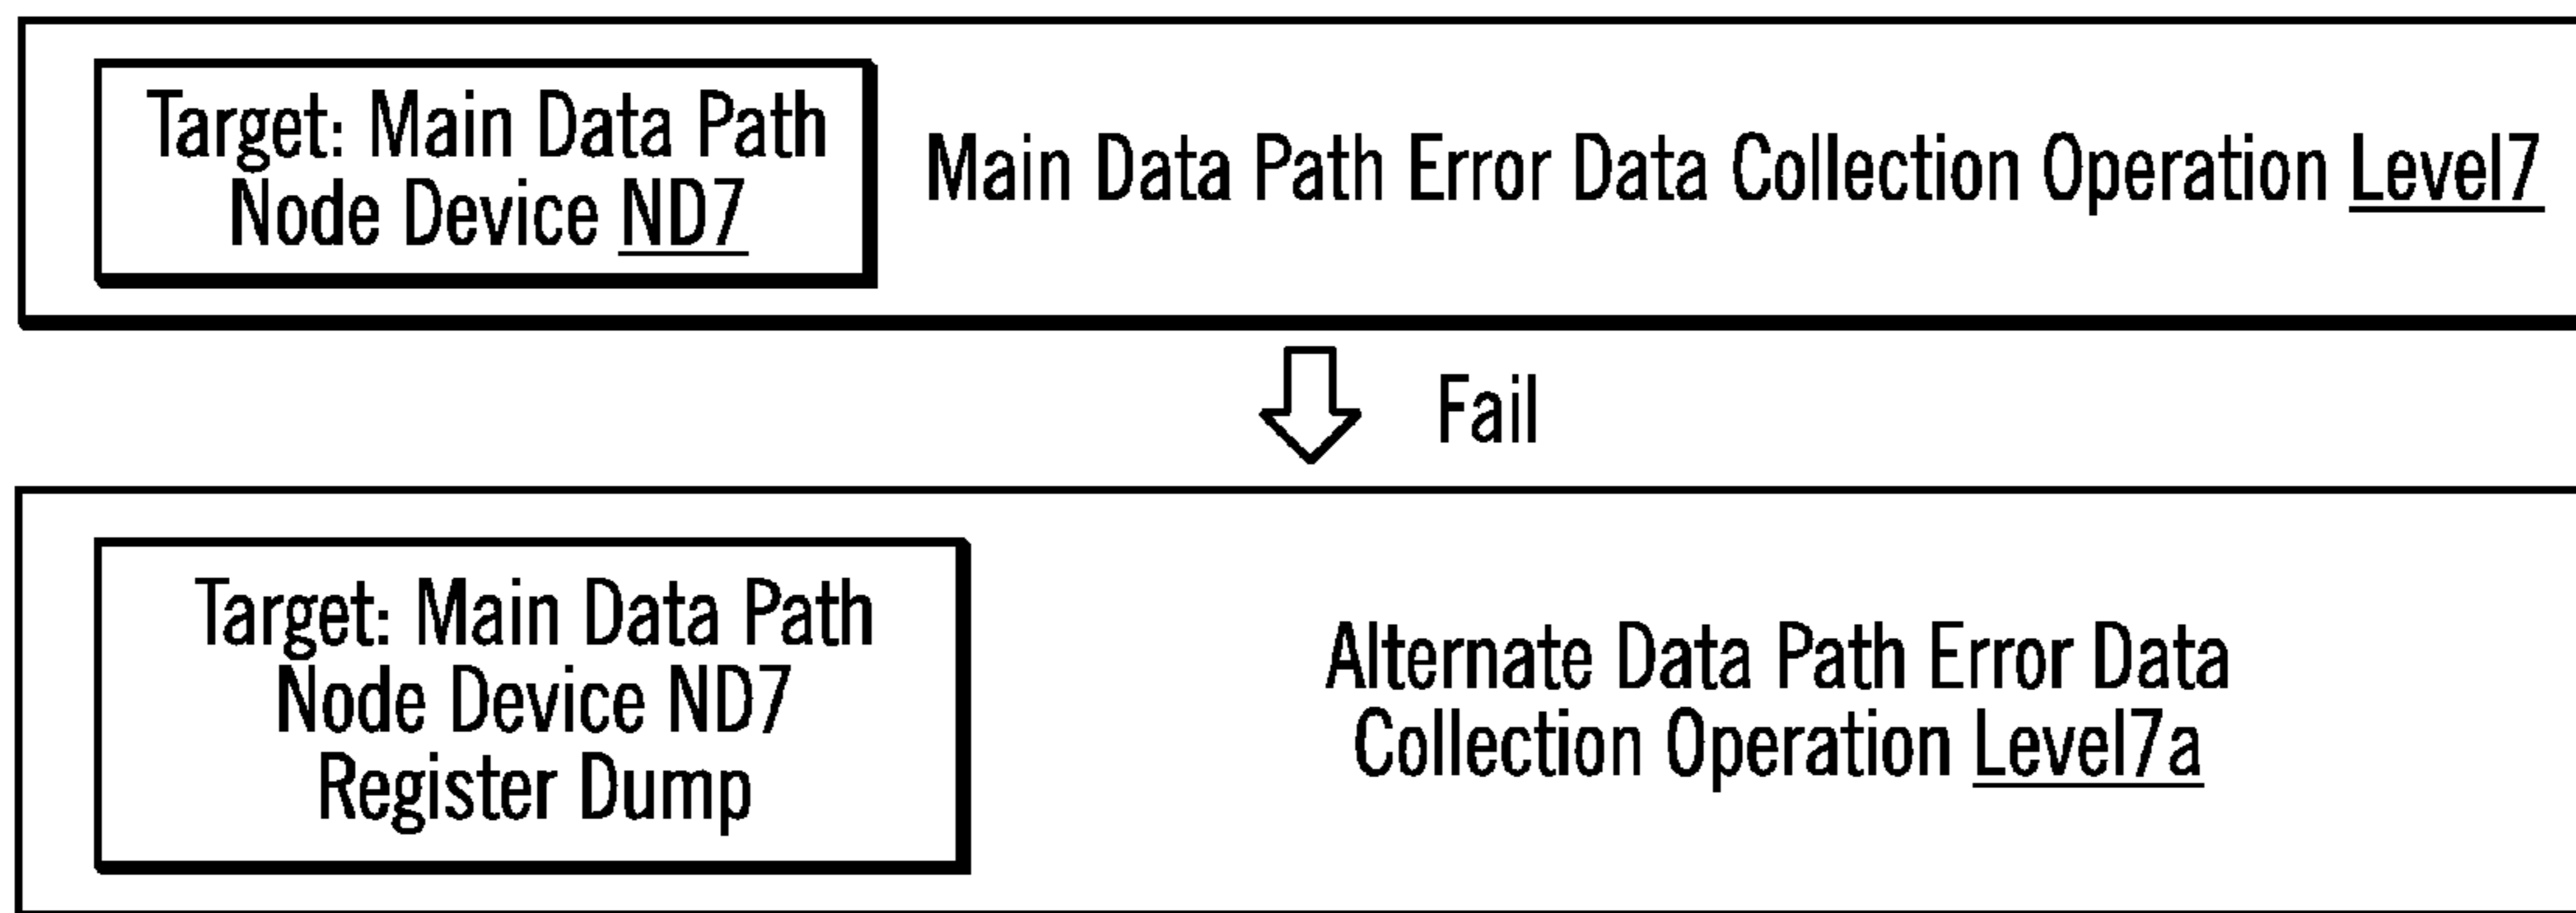 Target: Main Data Path
Node Device ND7
Main Data Path Error Data Collection Operation Level7
Fail
Target: Main Data Path
Node Device ND7
Register Dump
Alternate Data Path Error Data
Collection Operation Level7a